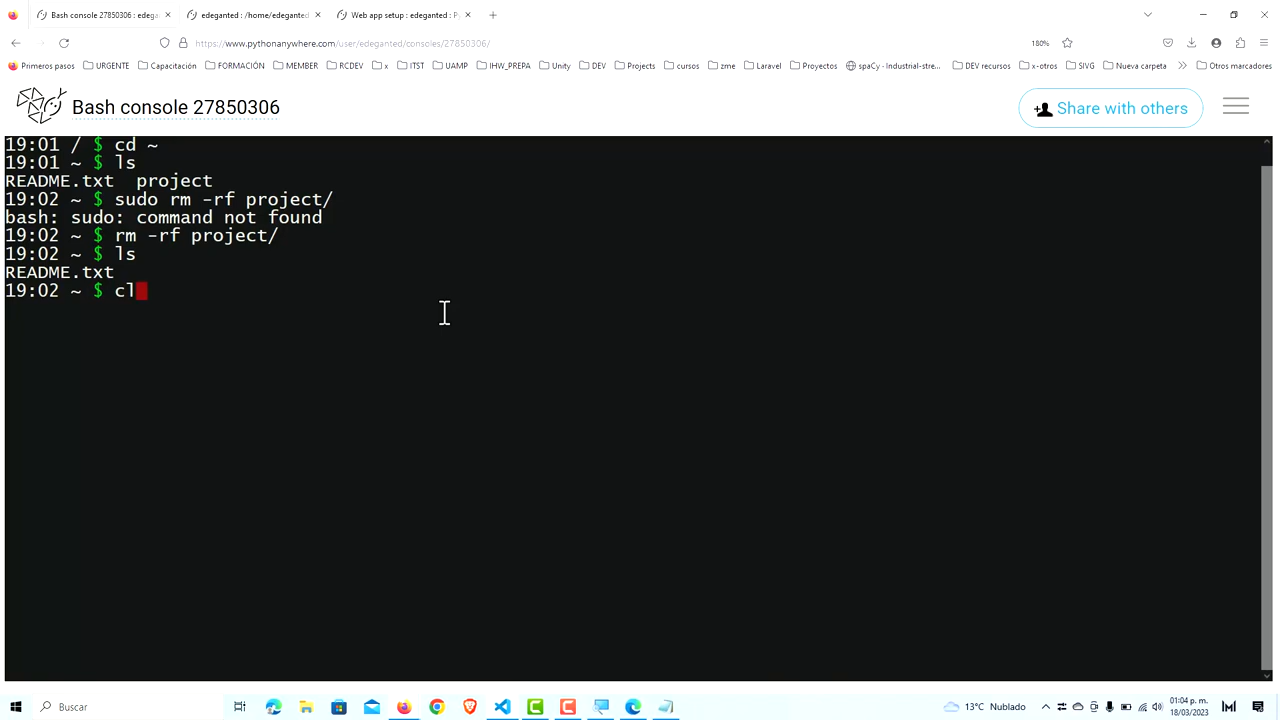 Bash console 27850306 : edega
edeganted : /home/edeganted
Web app setup : edeganted : P
https://www.pythonanywhere.com/user/edeganted/consoles/27850306/
180%
Primeros pasos URGENTE Capacitación FORMACIÓN MEMBER RCDEV x ITST UAMP IHW_PREPA Unity DEV Projects cursos zme Laravel Proyectos spaCy - Industrial-stre... DEV recursos x-otros SIVG Nueva carpeta Otros marcadores
Bash console 27850306
Share with others
19:01 / $ cd ~
19:01 ~ $ ls
README.txt  project
19:02 ~ $ sudo rm -rf project/
bash: sudo: command not found
19:02 ~ $ rm -rf project/
19:02 ~ $ ls
README.txt
19:02 ~ $ cl
Buscar
13°C Nublado
01:04 p. m.
18/03/2023